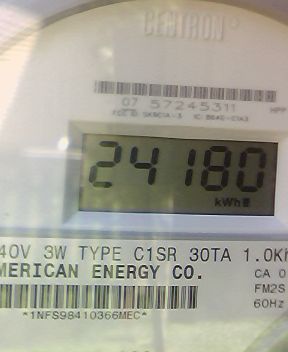 CENTRON
07 57245311
24180
kWh
40V 3W TYPE C1SR 30TA 1.0Kh
MERICAN ENERGY CO.
CA 0
FM2S
60Hz
*1NFS98410366MEC*